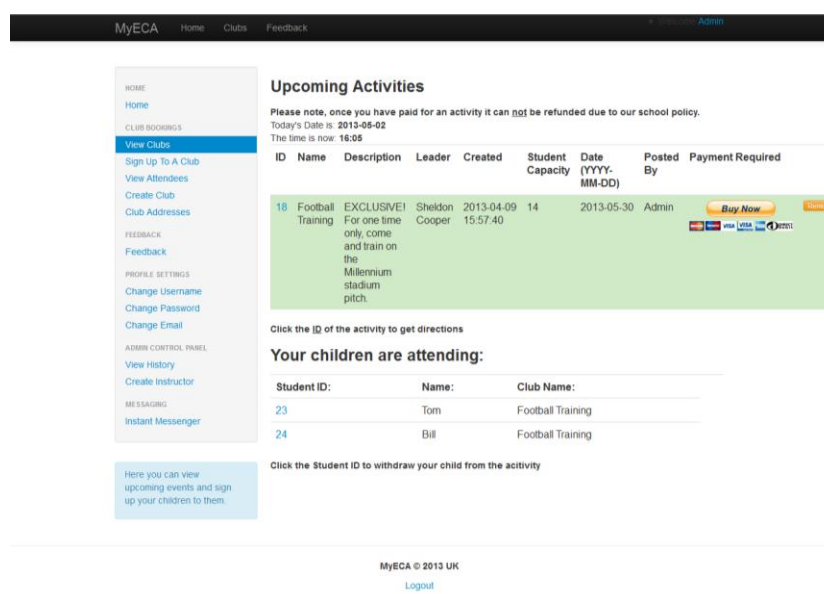 MyECA Home Clubs Feedback
Welcome Admin
HOME
Home
CLUB BOOKINGS
View Clubs
Sign Up To A Club
View Attendees
Create Club
Club Addresses
FEEDBACK
Feedback
PROFILE SETTINGS
Change Username
Change Password
Change Email
ADMIN CONTROL PANEL
View History
Create Instructor
MESSAGING
Instant Messenger
Here you can view
upcoming events and sign
up your children to them.
Upcoming Activities
Please note, once you have paid for an activity it can not be refunded due to our school policy.
Today's Date is: 2013-05-02
The time is now: 16:05
ID Name Description Leader Created Student Date Posted Payment Required
Capacity (YYYY- By
MM-DD)
18 Football EXCLUSIVE! Sheldon 2013-04-09 14 2013-05-30 Admin Buy Now
Training For one time Cooper 15:57:40
only, come VISA VISA
and train on
the
Millennium
stadium
pitch.
Click the ID of the activity to get directions
Your children are attending:
Student ID: Name: Club Name:
23 Tom Football Training
24 Bill Football Training
Click the Student ID to withdraw your child from the acitivity
MyECA © 2013 UK
Logout